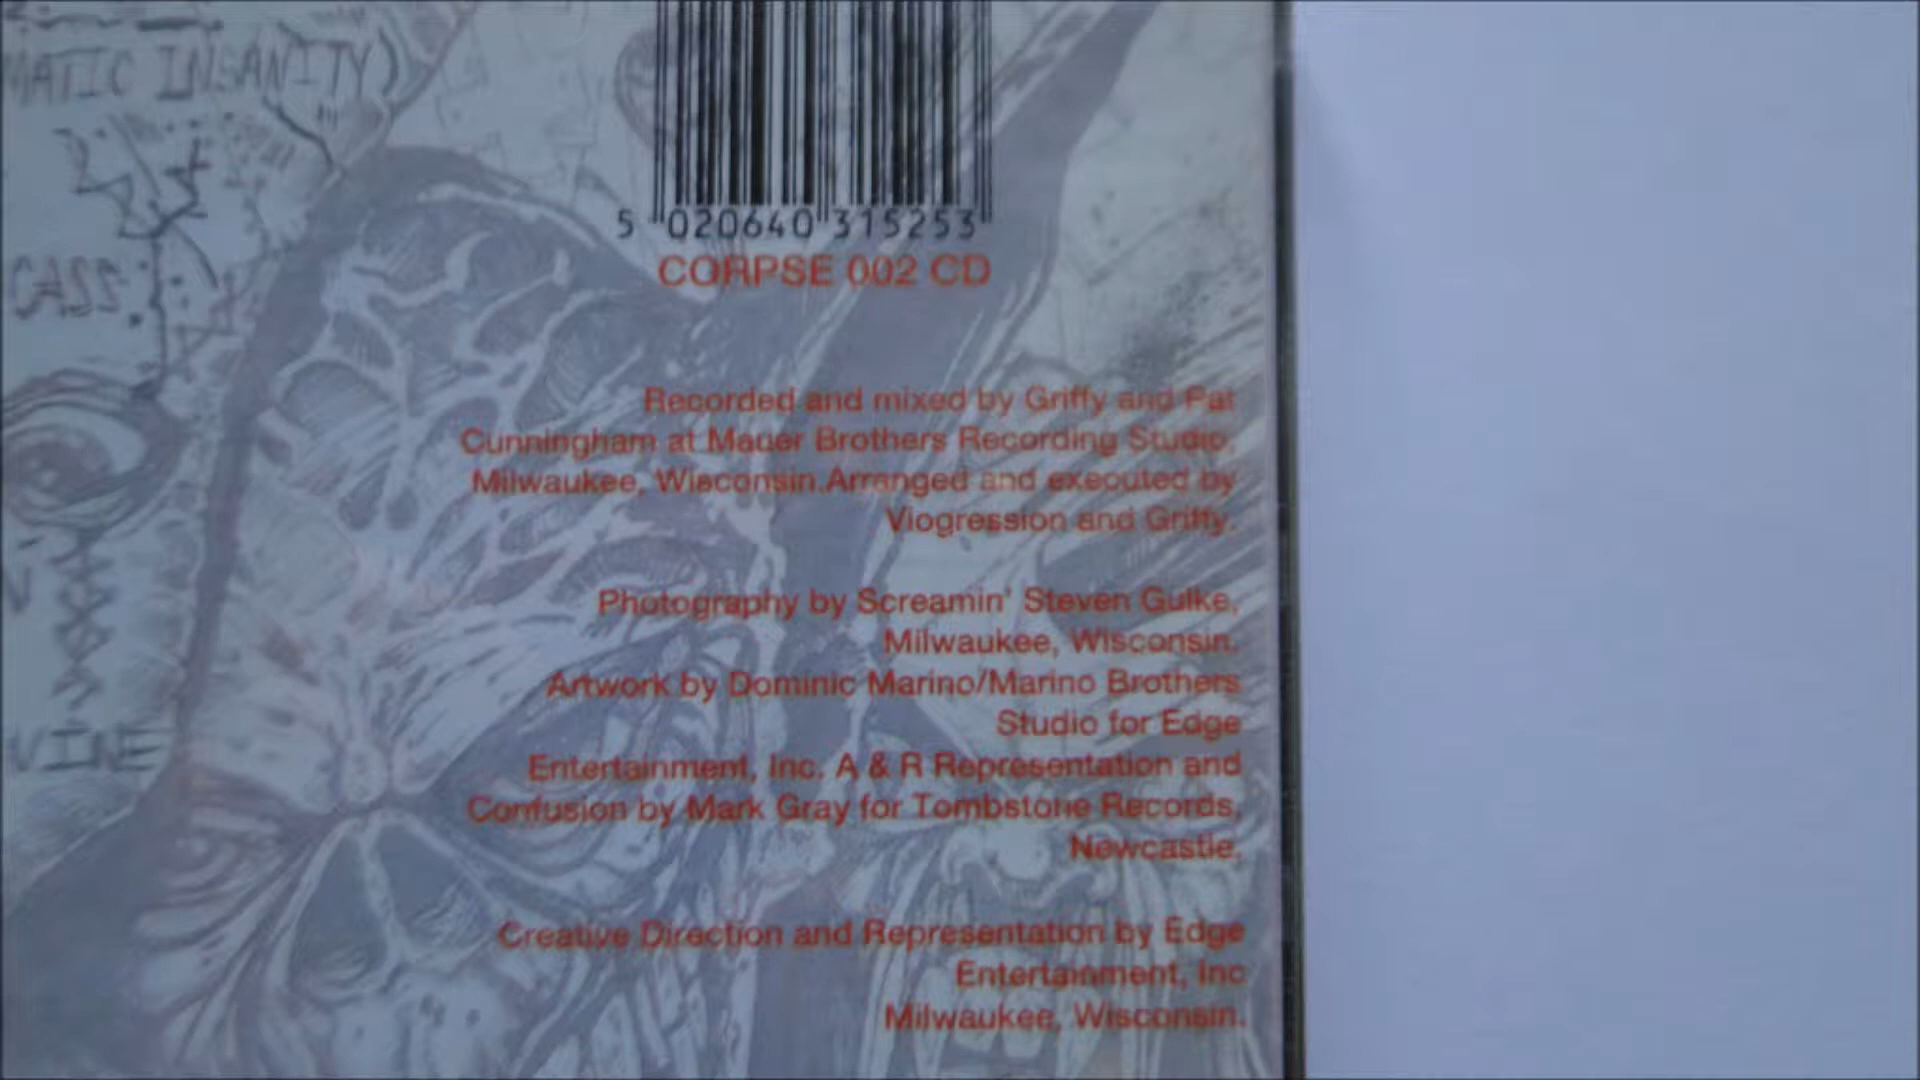 MATIC INSANITY)
5 020640 315253
CORPSE 002 CD
CASS.
Recorded and mixed by Griffy and Pat
Cunningham at Mauer Brothers Recording Studio,
Milwaukee, Wisconsin.Arranged and executed by
Viogression and Griffy.
Photography by Screamin' Steven Gulke,
Milwaukee, Wisconsin.
Artwork by Dominic Marino/Marino Brothers
Studio for Edge
VINE
Entertainment, Inc. A & R Representation and
Confusion by Mark Gray for Tombstone Records,
Newcastle.
Creative Direction and Representation by Edge
Entertainment, Inc
Milwaukee, Wisconsin.